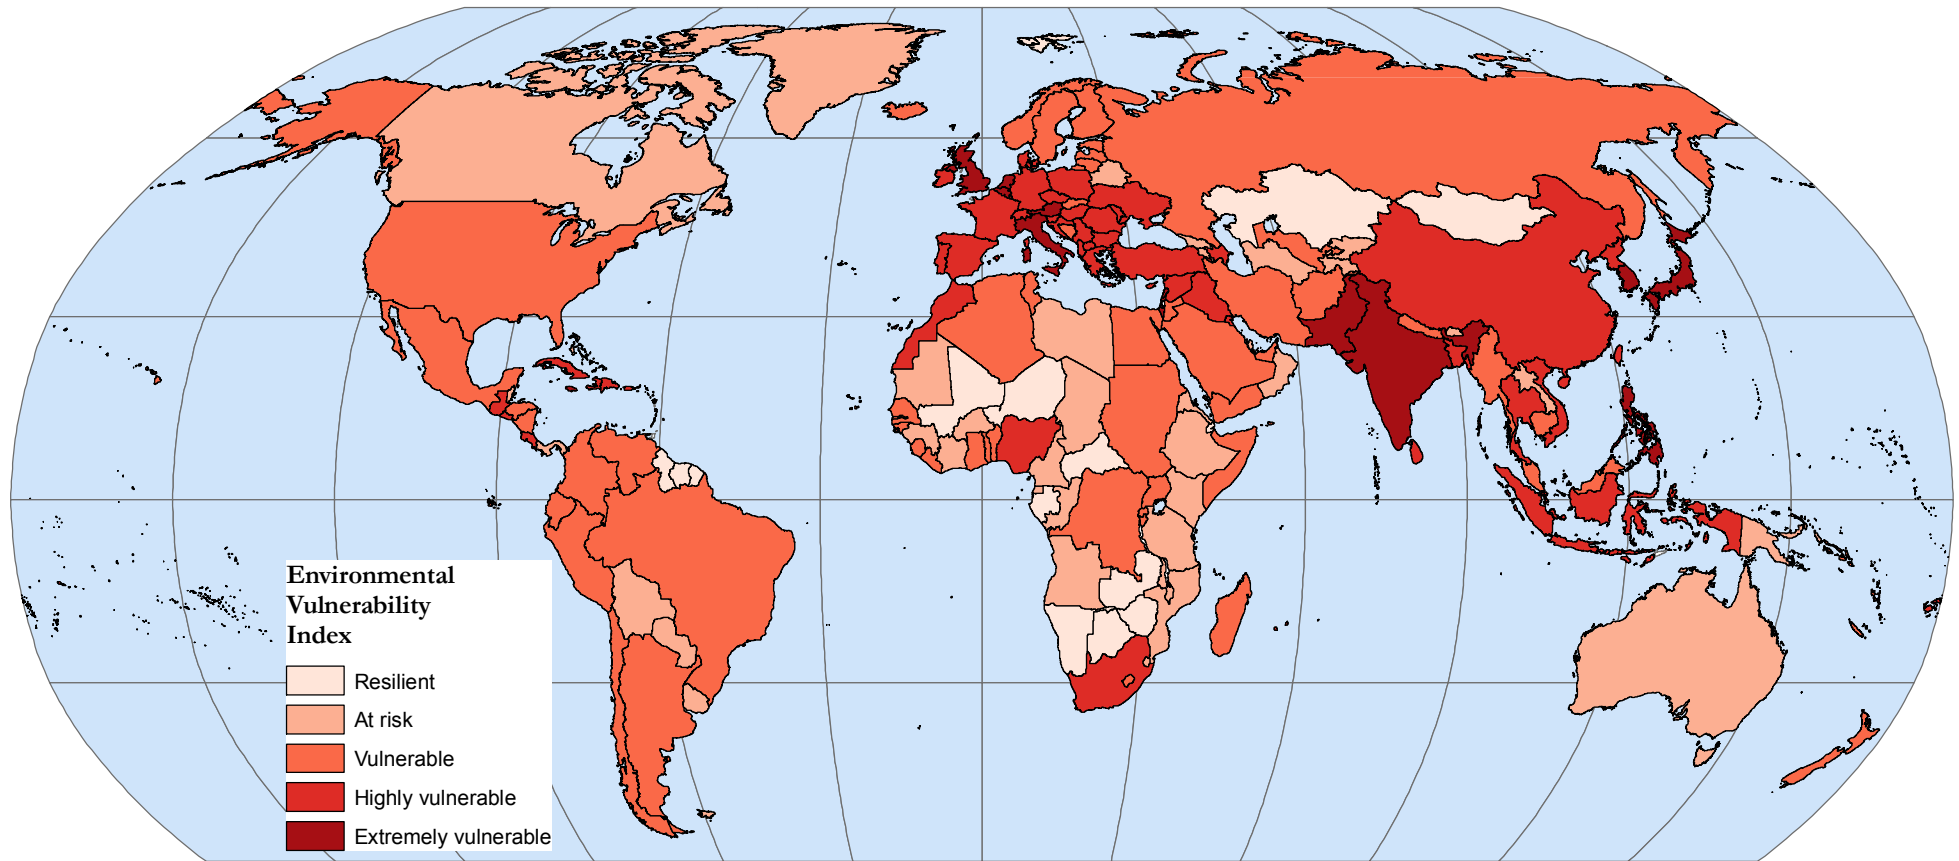 Environmental
Vulnerability
Index
Resilient
At risk
Vulnerable
Highly vulnerable
Extremely vulnerable